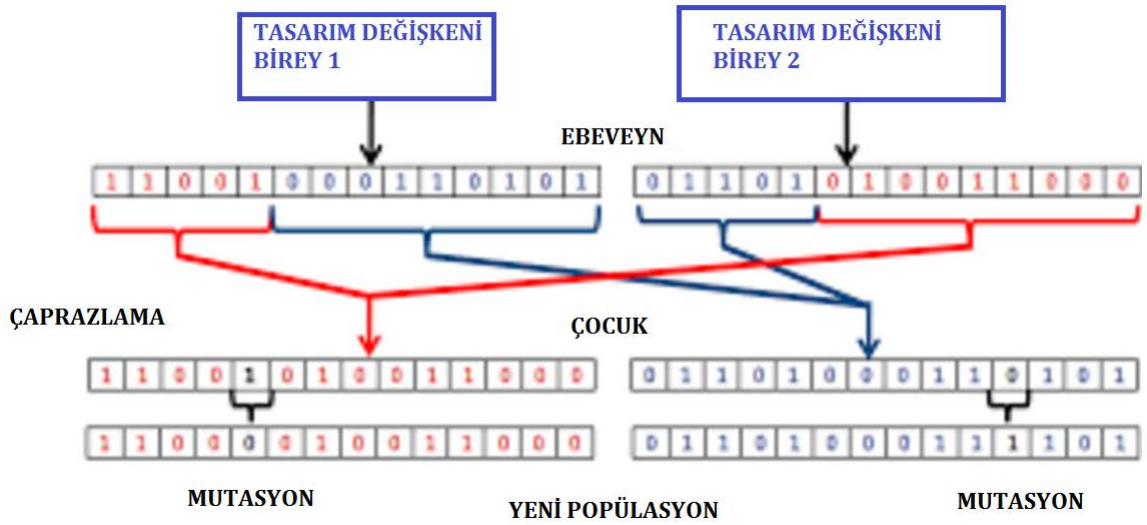 TASARIM DEĞİŞKENİ
BİREY 1
TASARIM DEĞİŞKENİ
BİREY 2
EBEVEYN
1 1 0 0 1 0 0 0 1 1 0 1 0 1
0 1 1 0 1 0 1 0 0 1 1 0 0 0
ÇAPRAZLAMA
ÇOCUK
1 1 0 0 1 0 1 0 0 1 1 0 0 0
0 1 1 0 1 0 0 0 1 1 0 1 0 1
1 1 0 0 0 0 1 0 0 1 1 0 0 0
0 1 1 0 1 0 0 0 1 1 1 1 0 1
MUTASYON
YENİ POPÜLASYON
MUTASYON